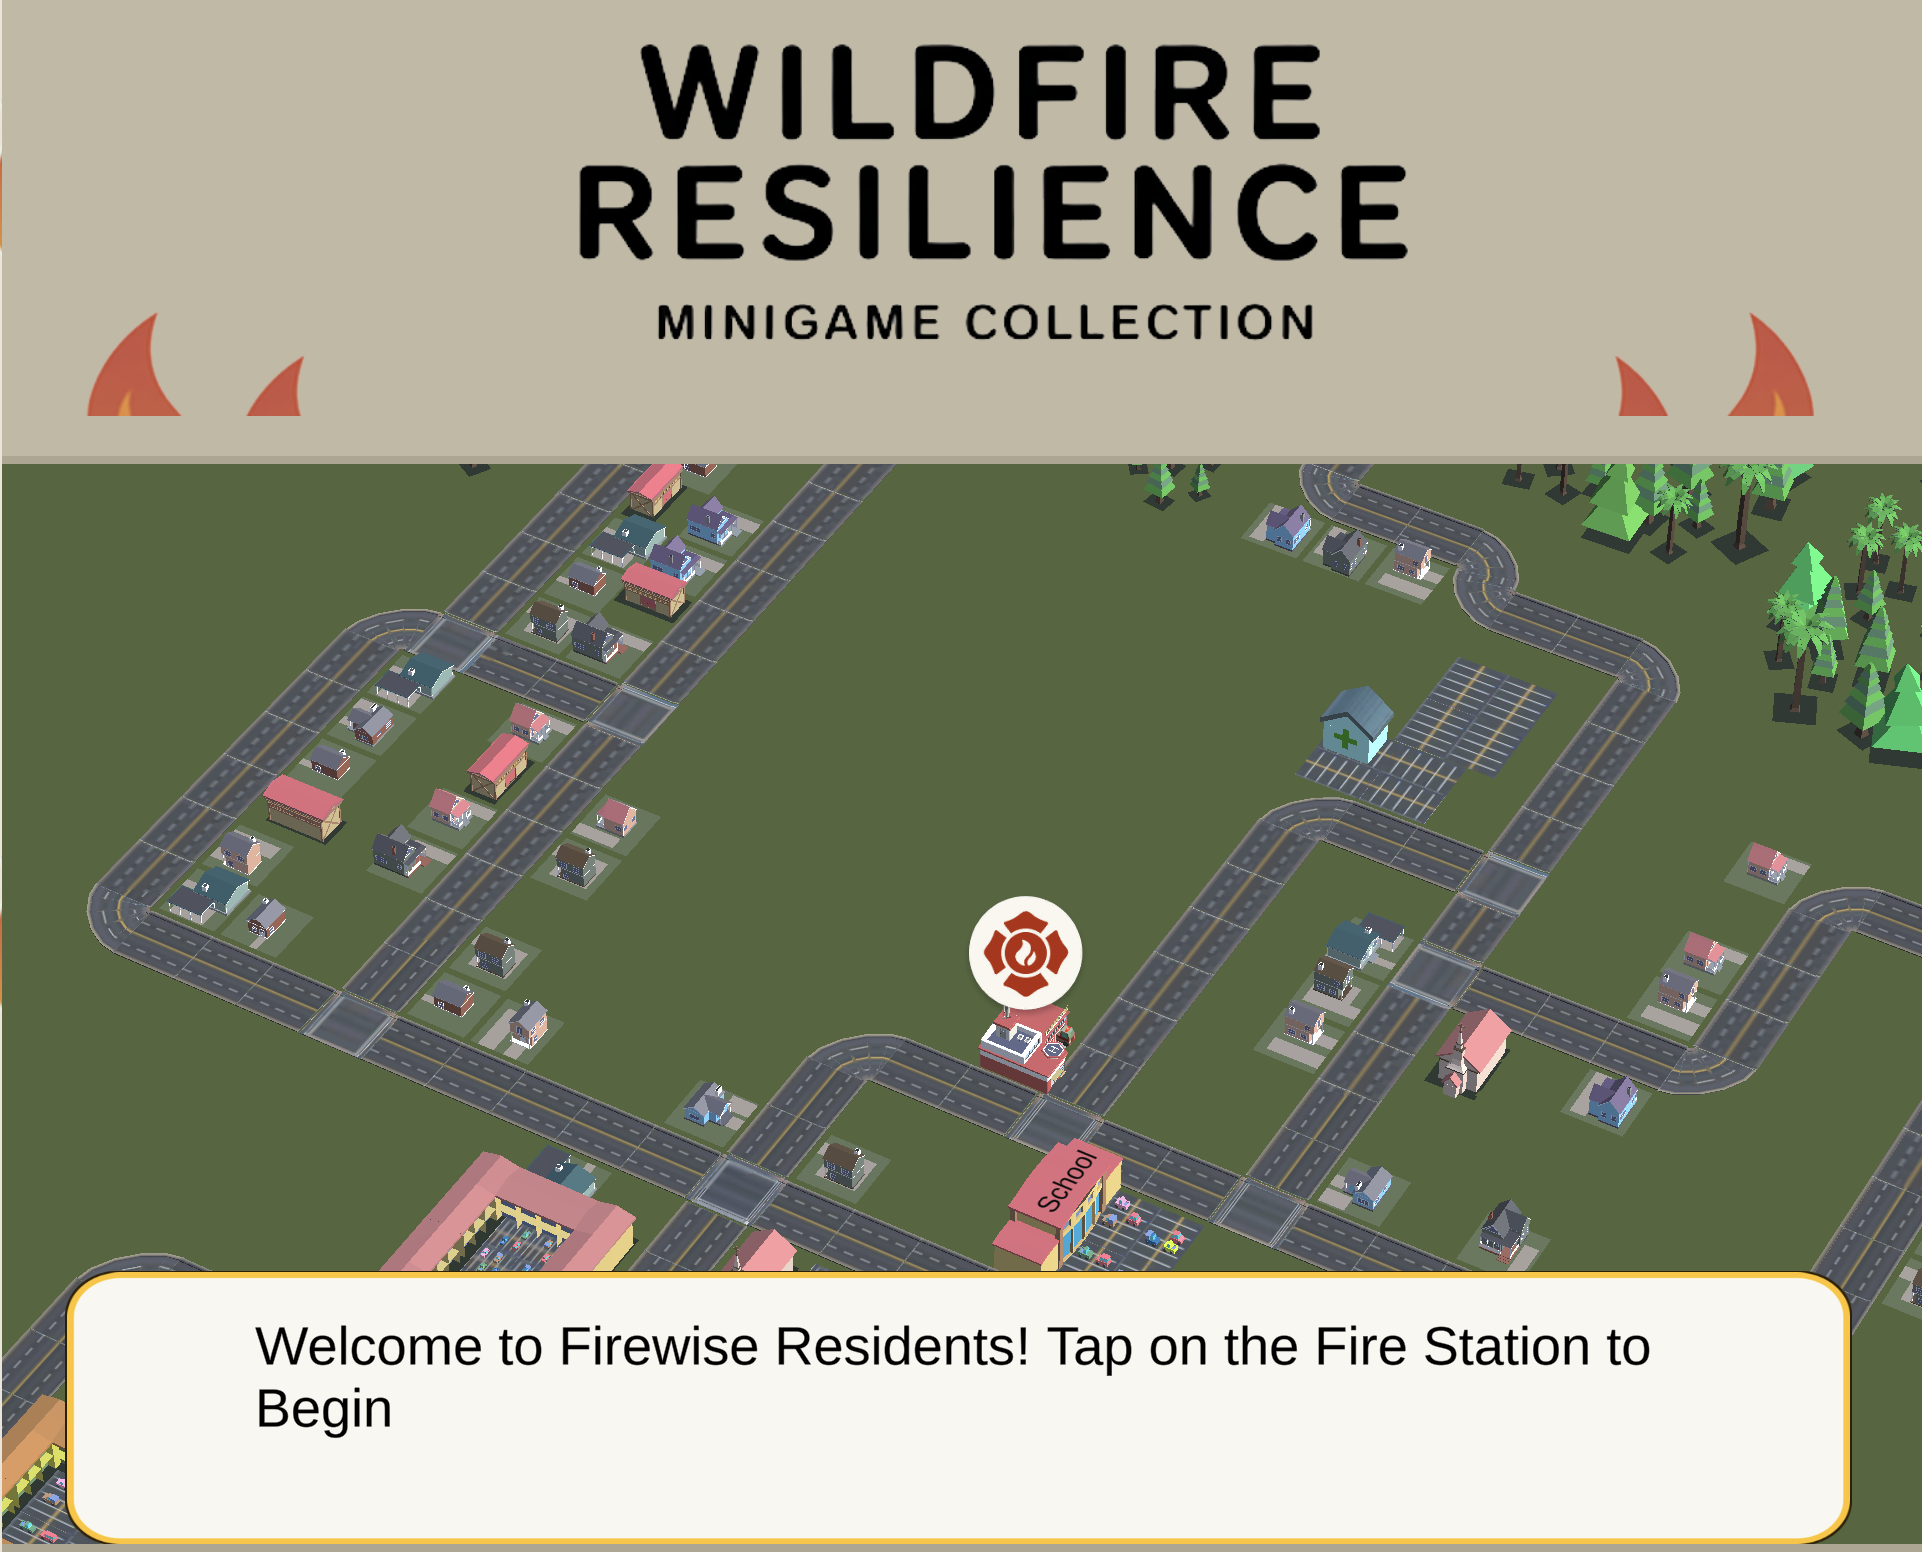 WILDFIRE
RESILIENCE
MINIGAME COLLECTION
School
Welcome to Firewise Residents! Tap on the Fire Station to
Begin